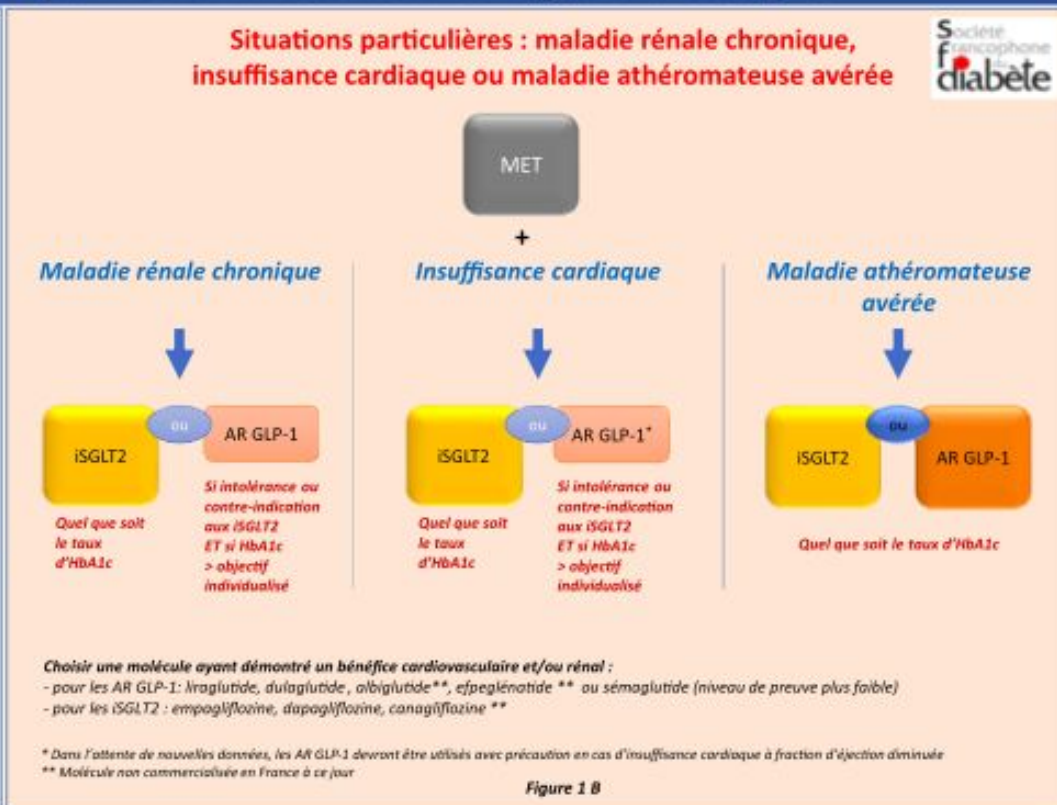 Situations particulières : maladie rénale chronique,
insuffisance cardiaque ou maladie athéromateuse avérée
Société
francophone
du
diabète
MET
+
Maladie rénale chronique
Insuffisance cardiaque
Maladie athéromateuse
avérée
iSGLT2
ou
AR GLP-1
Quel que soit
le taux
d'HbA1c
Si intolérance ou
contre-indication
aux iSGLT2
ET si HbA1c
> objectif
individualisé
iSGLT2
ou
AR GLP-1*
Quel que soit
le taux
d'HbA1c
Si intolérance ou
contre-indication
aux iSGLT2
ET si HbA1c
> objectif
individualisé
iSGLT2
ou
AR GLP-1
Quel que soit le taux d'HbA1c
Choisir une molécule ayant démontré un bénéfice cardiovasculaire et/ou rénal :
- pour les AR GLP-1: liraglutide, dulaglutide , albiglutide**, efpeglénatide ** ou sémaglutide (niveau de preuve plus faible)
- pour les iSGLT2 : empagliflozine, dapagliflozine, canagliflozine **
* Dans l'attente de nouvelles données, les AR GLP-1 devront être utilisés avec précaution en cas d'insuffisance cardiaque à fraction d'éjection diminuée
** Molécule non commercialisée en France à ce jour
Figure 1 B